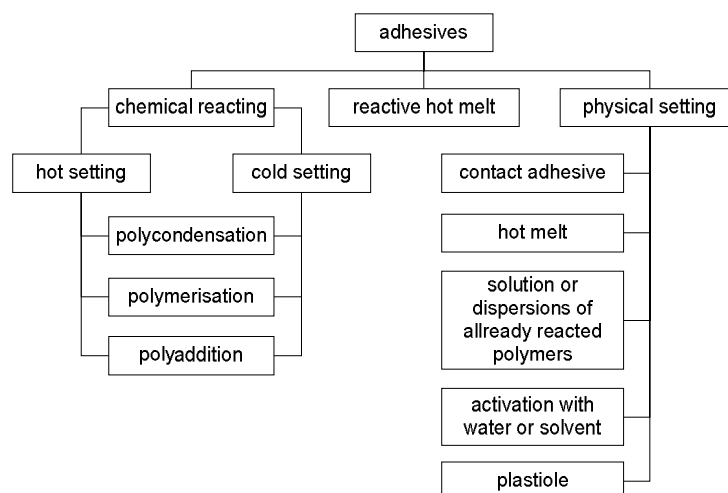 adhesives
chemical reacting
reactive hot melt
physical setting
hot setting
cold setting
contact adhesive
polycondensation
hot melt
polymerisation
solution or
dispersions of
allready reacted
polymers
polyaddition
activation with
water or solvent
plastiole